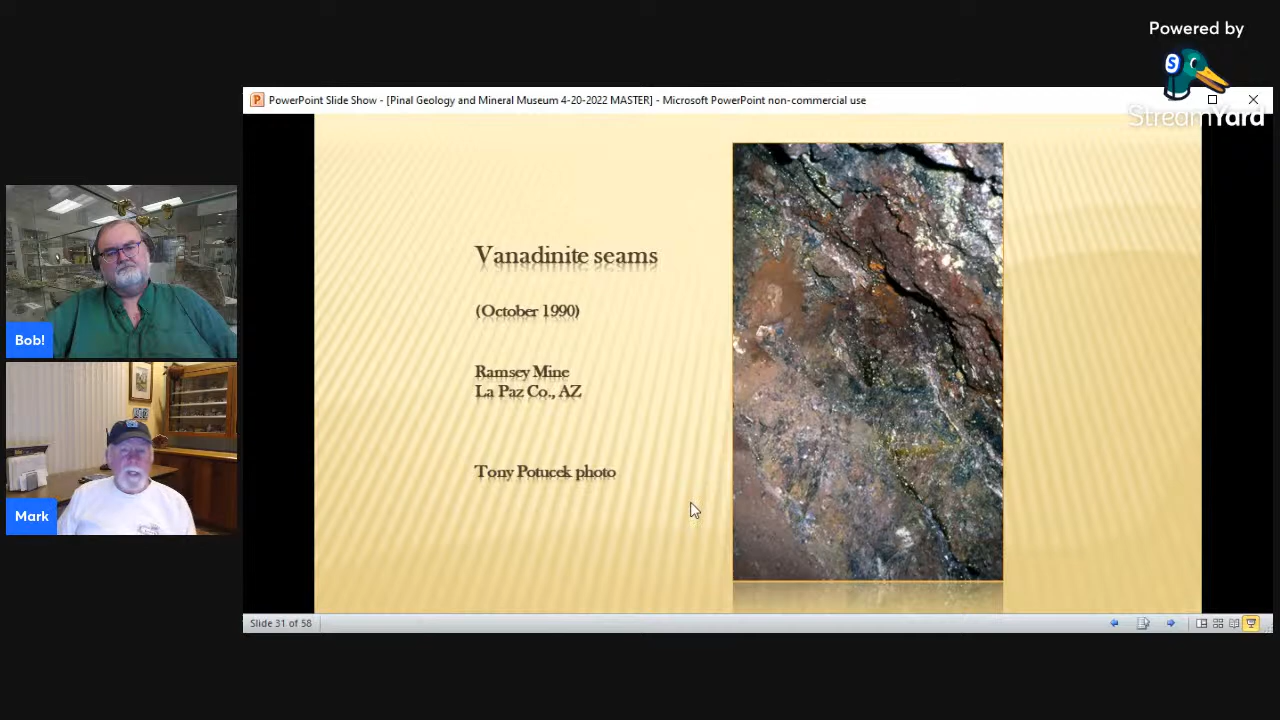 Powered by
StreamYard
PowerPoint Slide Show - [Pinal Geology and Mineral Museum 4-20-2022 MASTER] - Microsoft PowerPoint non-commercial use
Vanadinite seams
(October 1990)
Ramsey Mine
La Paz Co., AZ
Tony Potucek photo
Bob!
Mark
Slide 31 of 58